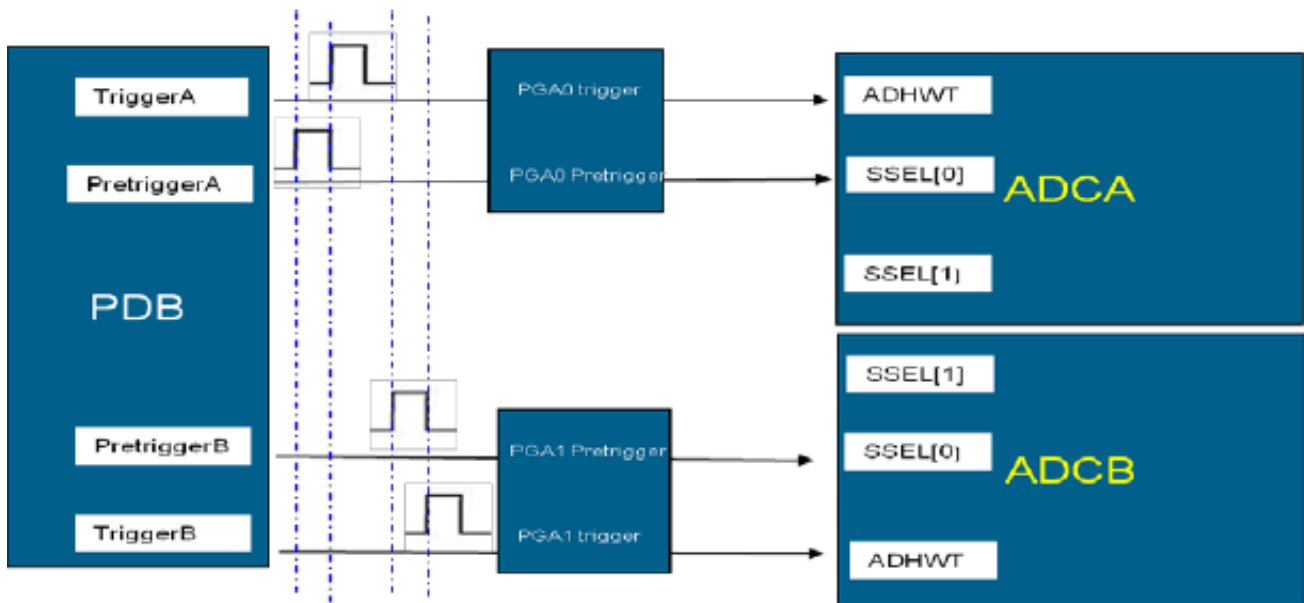 TriggerA
PretriggerA
PDB
PretriggerB
TriggerB
PGA0 trigger
PGA0 Pretrigger
PGA1 Pretrigger
PGA1 trigger
ADHWT
SSEL[0]
ADCA
SSEL[1]
SSEL[1]
SSEL[0]
ADCB
ADHWT